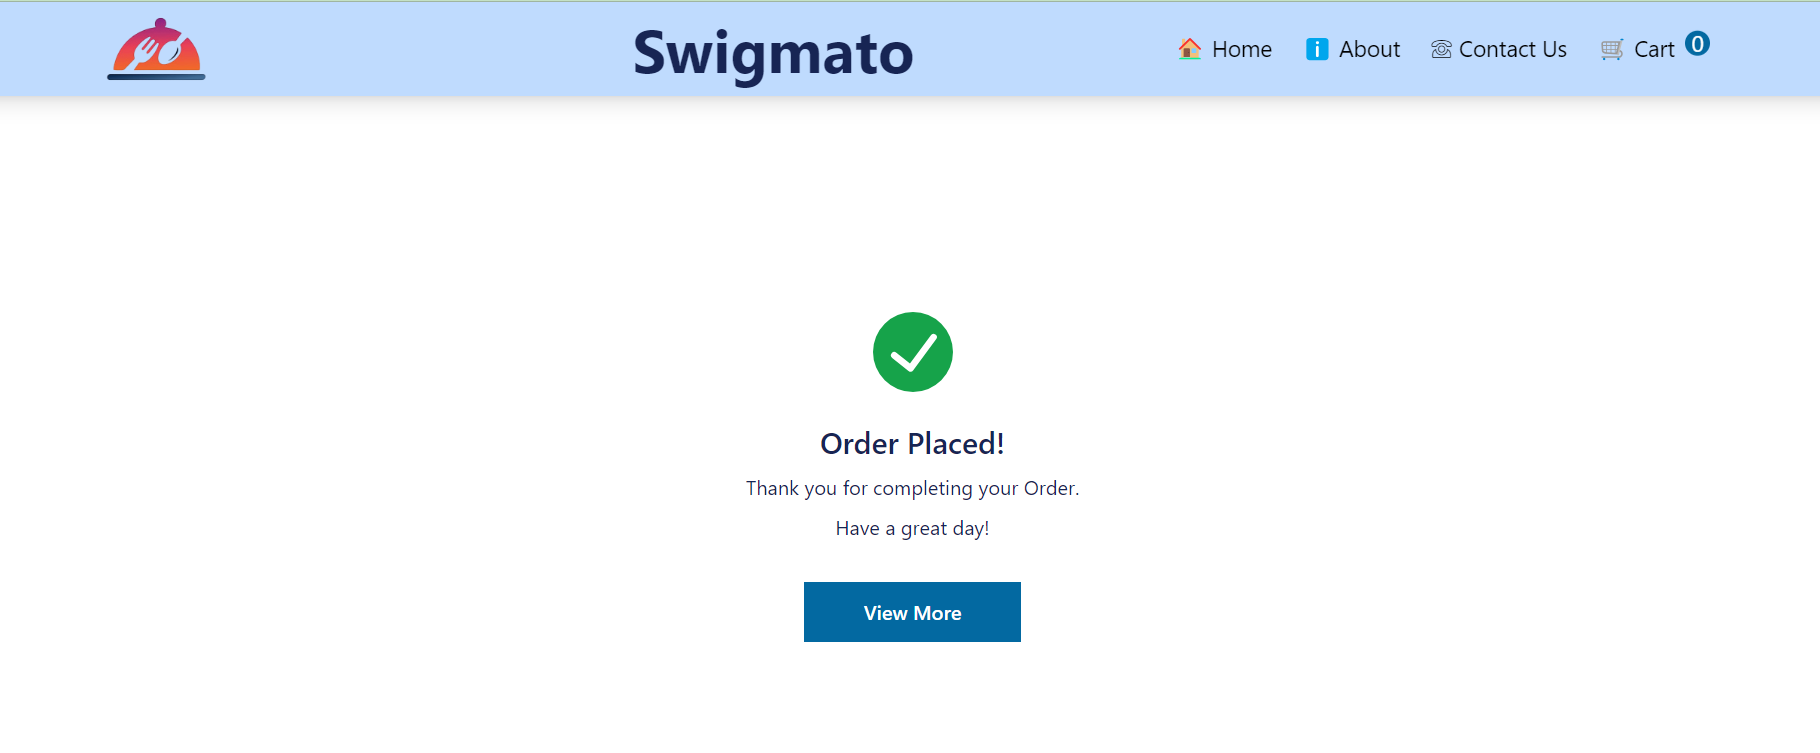 Swigmato
Home About Contact Us Cart 0
Order Placed!
Thank you for completing your Order.
Have a great day!
View More